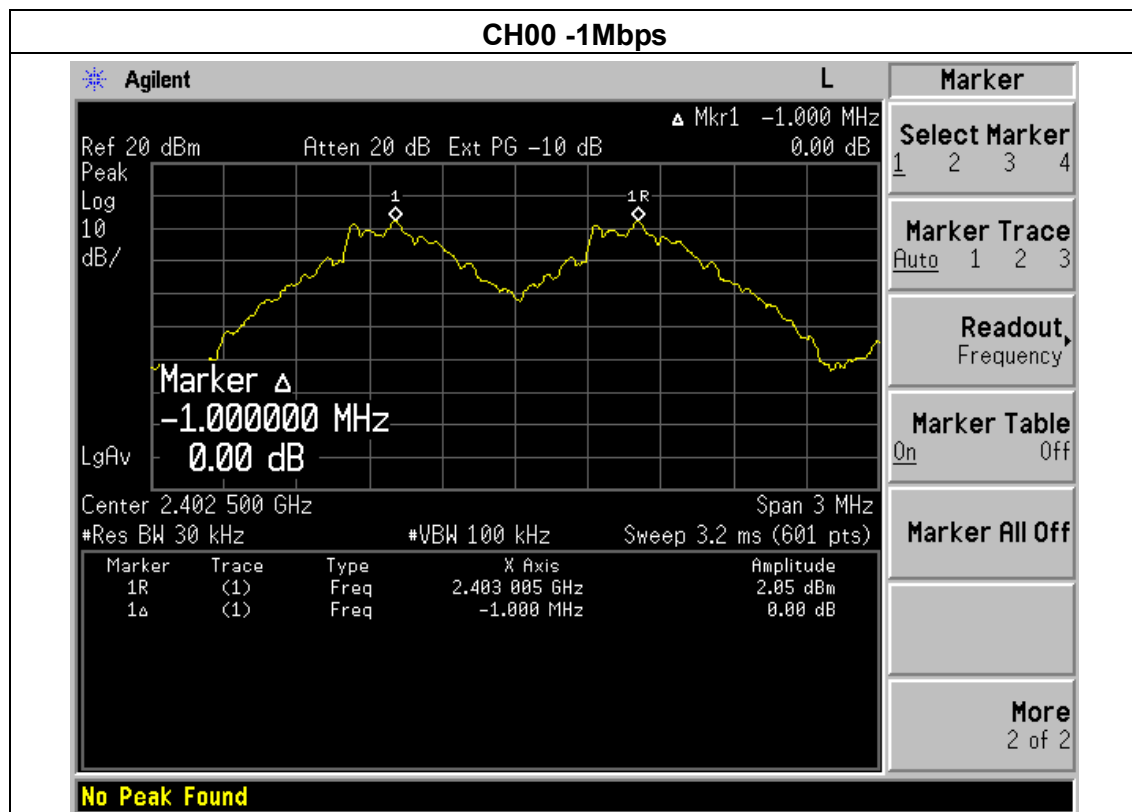 CH00 -1Mbps
Agilent L Marker
Δ Mkr1 -1.000 MHz
Ref 20 dBm Atten 20 dB Ext PG -10 dB 0.00 dB
Peak
Log
10
dB/
1
1R
Marker Δ
-1.000000 MHz
0.00 dB
LgAv
Center 2.402 500 GHz Span 3 MHz
#Res BW 30 kHz #VBW 100 kHz Sweep 3.2 ms (601 pts)
Marker Trace Type X Axis Amplitude
1R (1) Freq 2.403 005 GHz 2.05 dBm
1Δ (1) Freq -1.000 MHz 0.00 dB
No Peak Found
Select Marker
1 2 3 4
Marker Trace
Auto 1 2 3
Readout
Frequency
Marker Table
On Off
Marker All Off
More
2 of 2